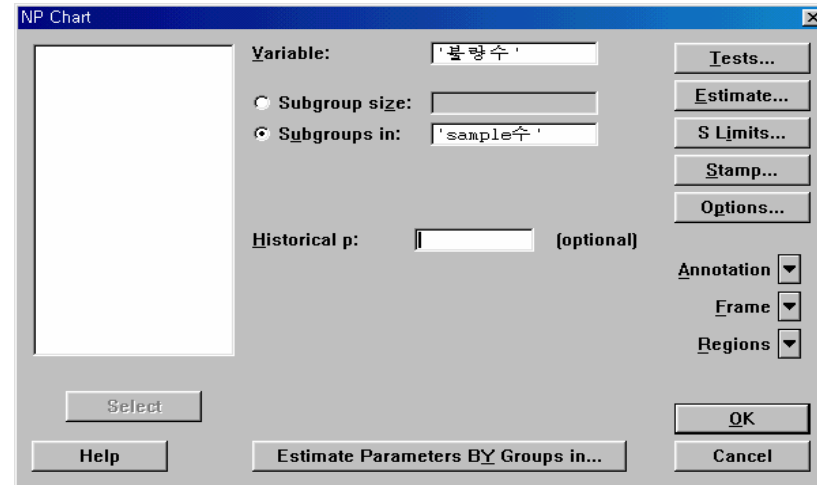 NP Chart
Variable: '불량수'
Subgroup size:
Subgroups in: 'sample수'
Historical p: (optional)
Tests...
Estimate...
S Limits...
Stamp...
Options...
Annotation
Frame
Regions
Select
OK
Help
Estimate Parameters BY Groups in...
Cancel